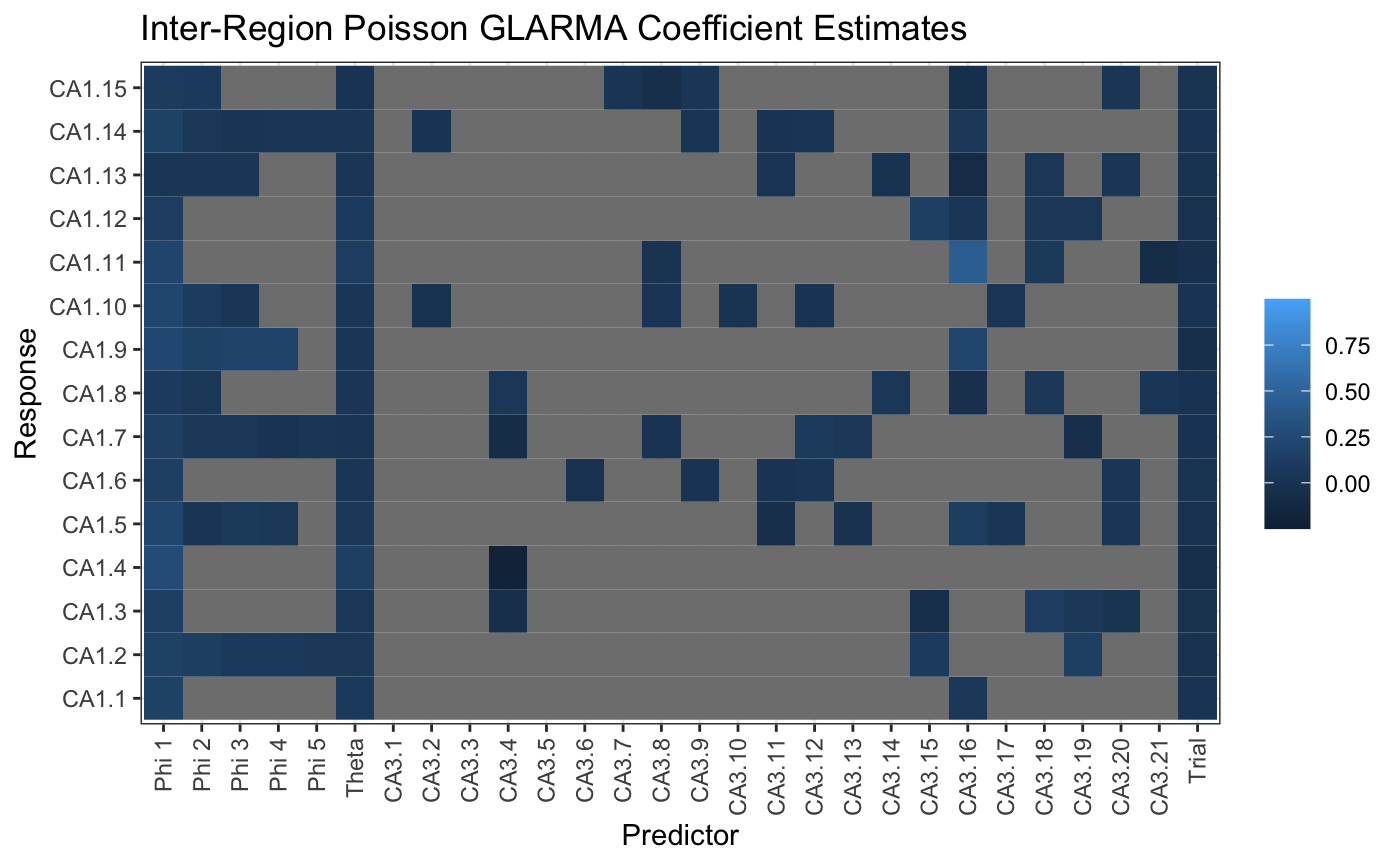 Inter-Region Poisson GLARMA Coefficient Estimates
Response
CA1.15
CA1.14
CA1.13
CA1.12
CA1.11
CA1.10
CA1.9
CA1.8
CA1.7
CA1.6
CA1.5
CA1.4
CA1.3
CA1.2
CA1.1
Phi 1
Phi 2
Phi 3
Phi 4
Phi 5
Theta
CA3.1
CA3.2
CA3.3
CA3.4
CA3.5
CA3.6
CA3.7
CA3.8
CA3.9
CA3.10
CA3.11
CA3.12
CA3.13
CA3.14
CA3.15
CA3.16
CA3.17
CA3.18
CA3.19
CA3.20
CA3.21
Trial
Predictor
0.75
0.50
0.25
0.00